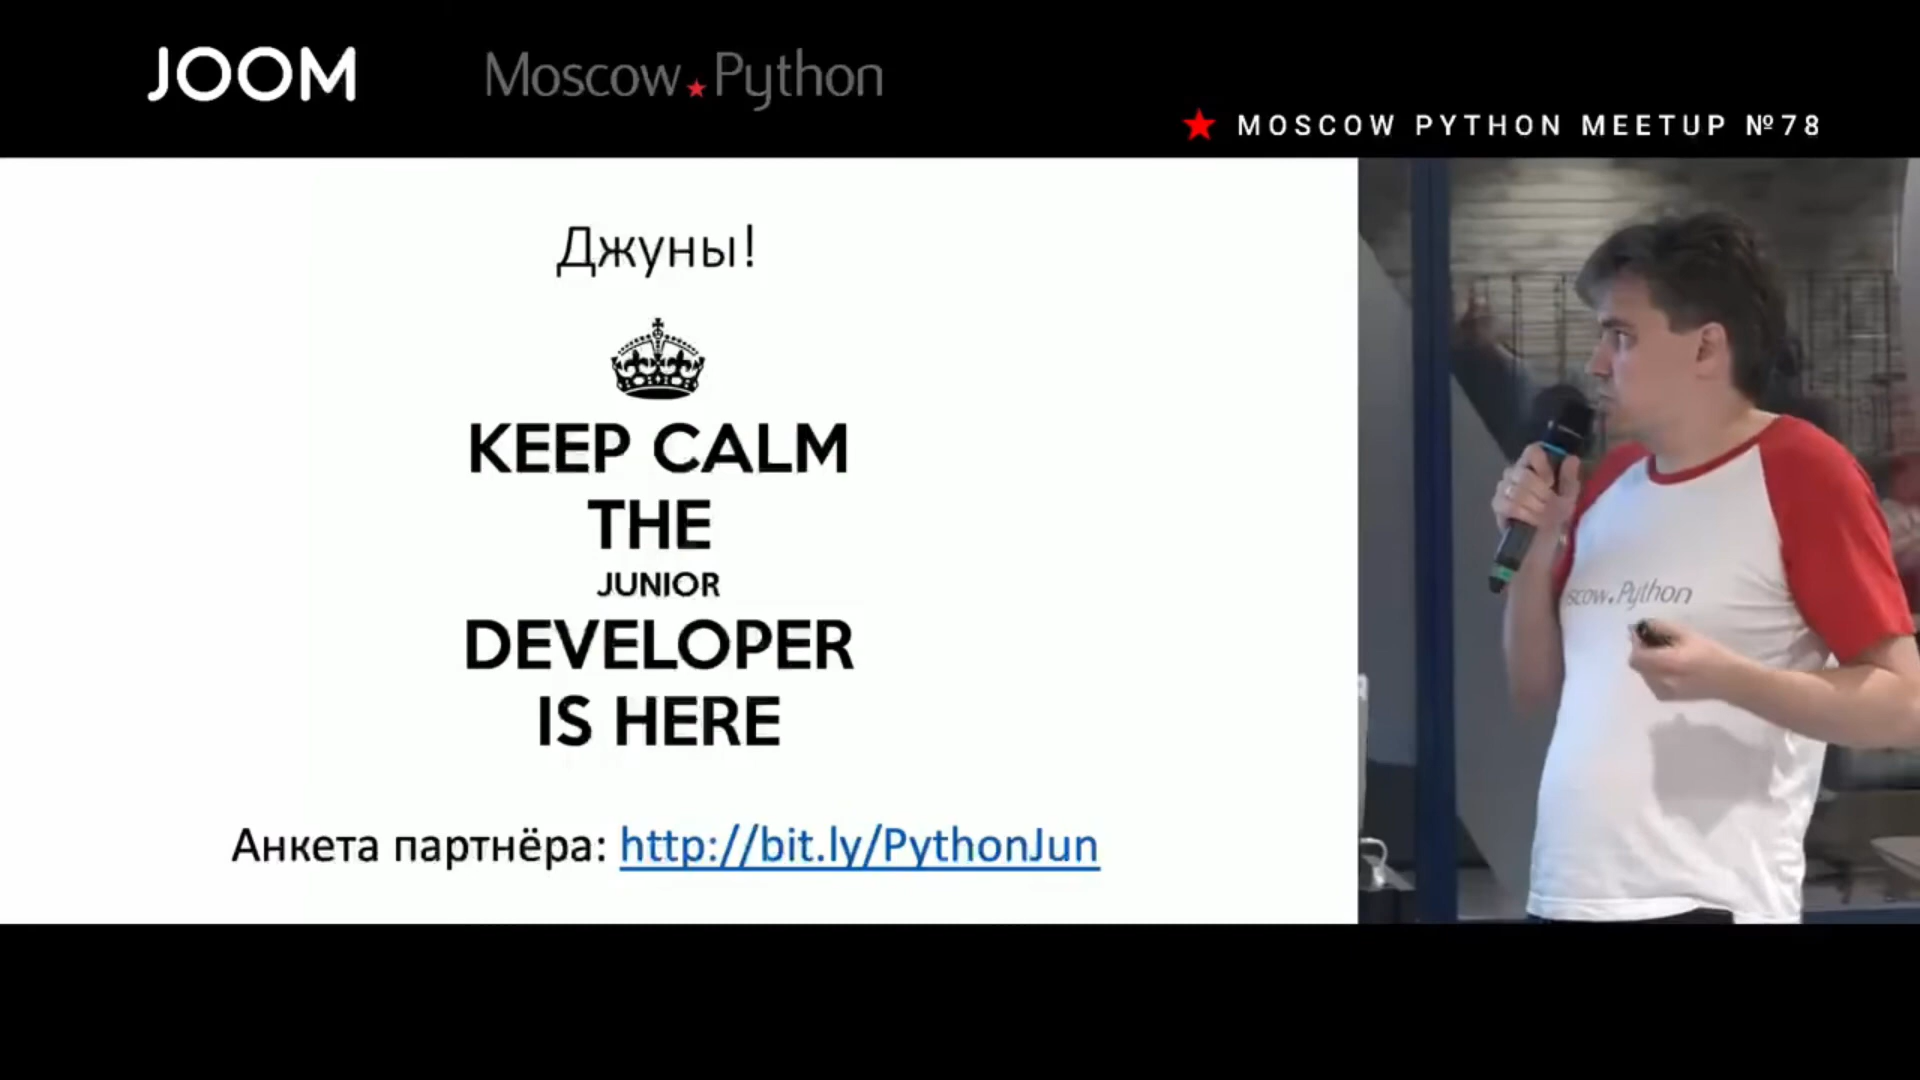 JOOM
Moscow Python
MOSCOW PYTHON MEETUP №78
Джуны!
KEEP CALM
THE
JUNIOR
DEVELOPER
IS HERE
Анкета партнёра: http://bit.ly/PythonJun
scow.Python